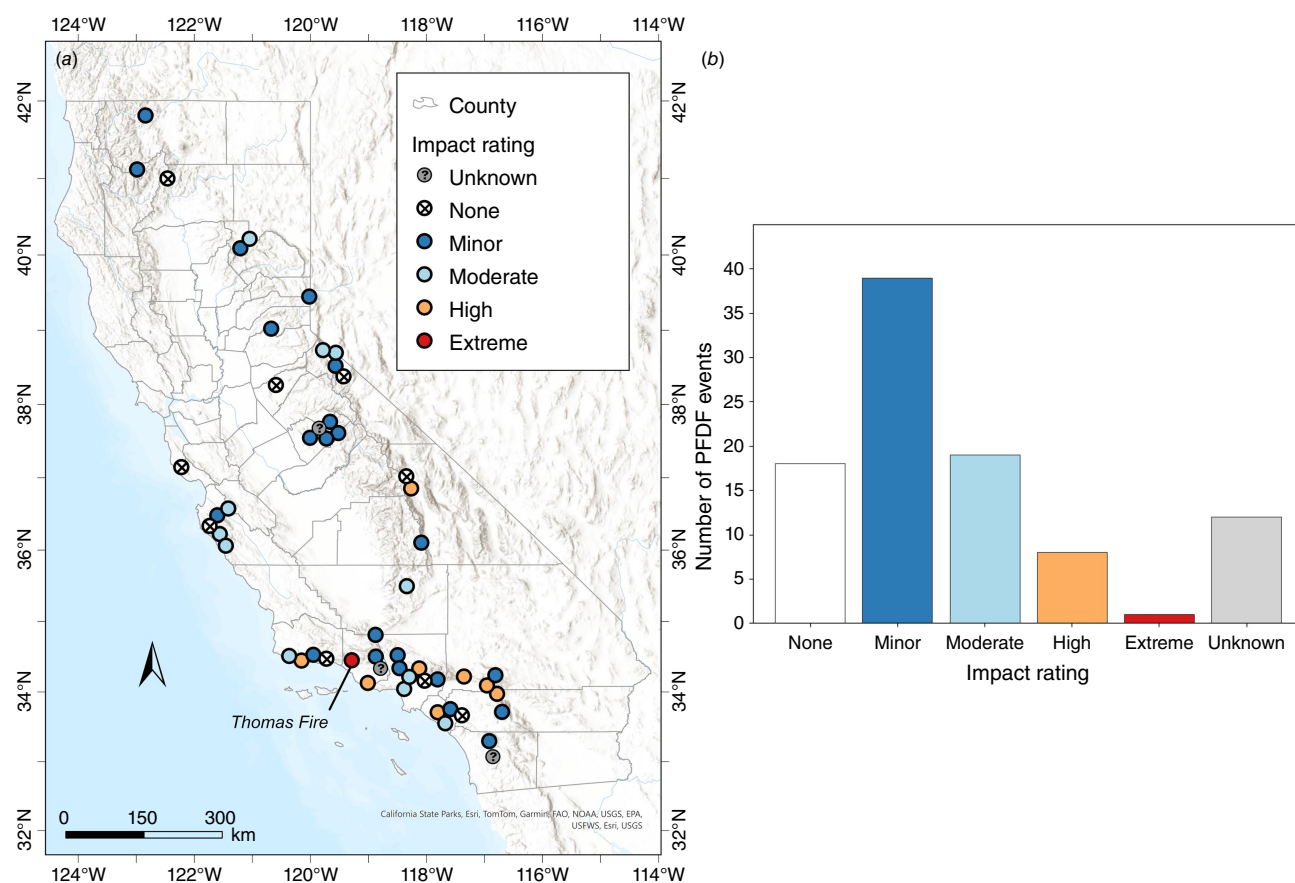 124°W 122°W 120°W 118°W 116°W 114°W
(a)
42°N
40°N
38°N
36°N
34°N
32°N
County
Impact rating
Unknown
None
Minor
Moderate
High
Extreme
42°N
40°N
38°N
36°N
34°N
32°N
?
?
?
?
Thomas Fire
0 150 300
km
California State Parks, Esri, TomTom, Garmin, FAO, NOAA, USGS, EPA,
USFWS, Esri, USGS
124°W 122°W 120°W 118°W 116°W 114°W
(b)
Number of PFDF events
40
35
30
25
20
15
10
5
0
None Minor Moderate High Extreme Unknown
Impact rating